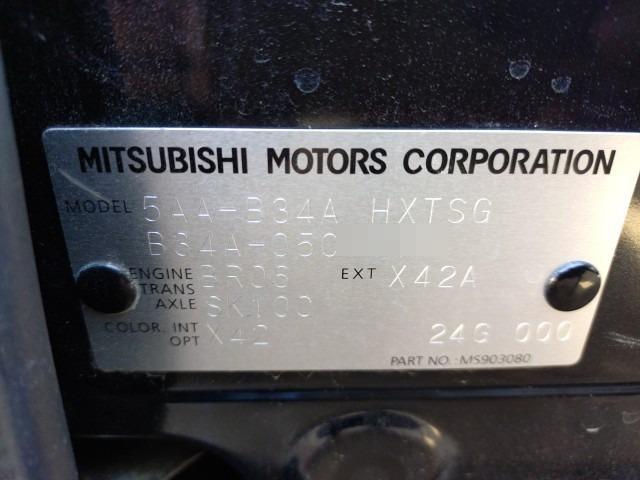 MITSUBISHI MOTORS CORPORATION
MODEL 5AA-B34A HXTSG
B34A-050
ENGINE BR06 EXT X42A
TRANS
AXLE SK100
COLOR. INT X42
OPT 24G 000
PART NO.: MS903080